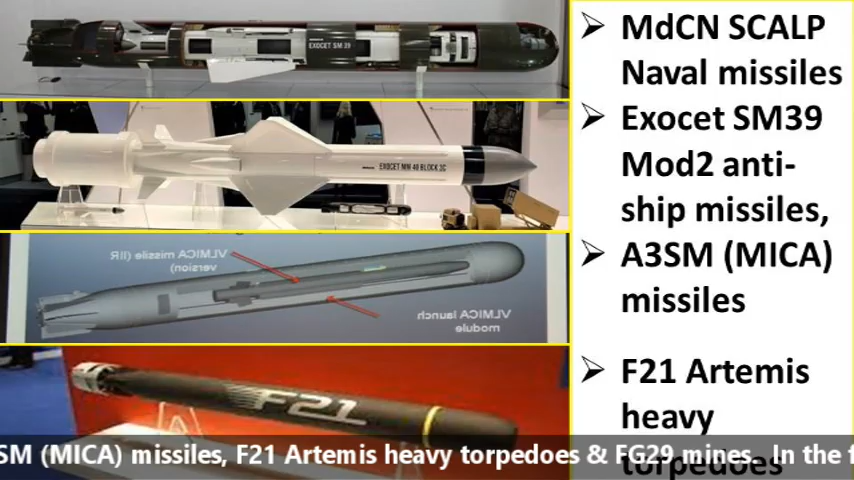 EXOCET SM 39
EXOCET MM 40 BLOCK 3C
VLMICA missile (IIR
version)
VLMICA launch
module
F21
MdCN SCALP
Naval missiles
Exocet SM39
Mod2 anti-
ship missiles,
A3SM (MICA)
missiles
F21 Artemis
heavy
torpedoes
SM (MICA) missiles, F21 Artemis heavy torpedoes & FG29 mines. In the f